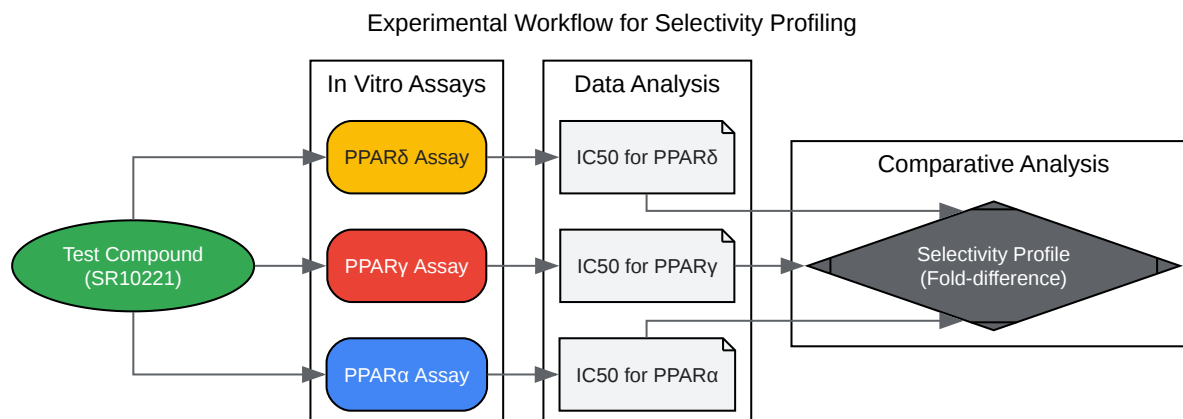 Experimental Workflow for Selectivity Profiling
In Vitro Assays
Data Analysis
Comparative Analysis
PPARδ Assay
IC50 for PPARδ
Test Compound
(SR10221)
PPARγ Assay
IC50 for PPARγ
Selectivity Profile
(Fold-difference)
PPARα Assay
IC50 for PPARα